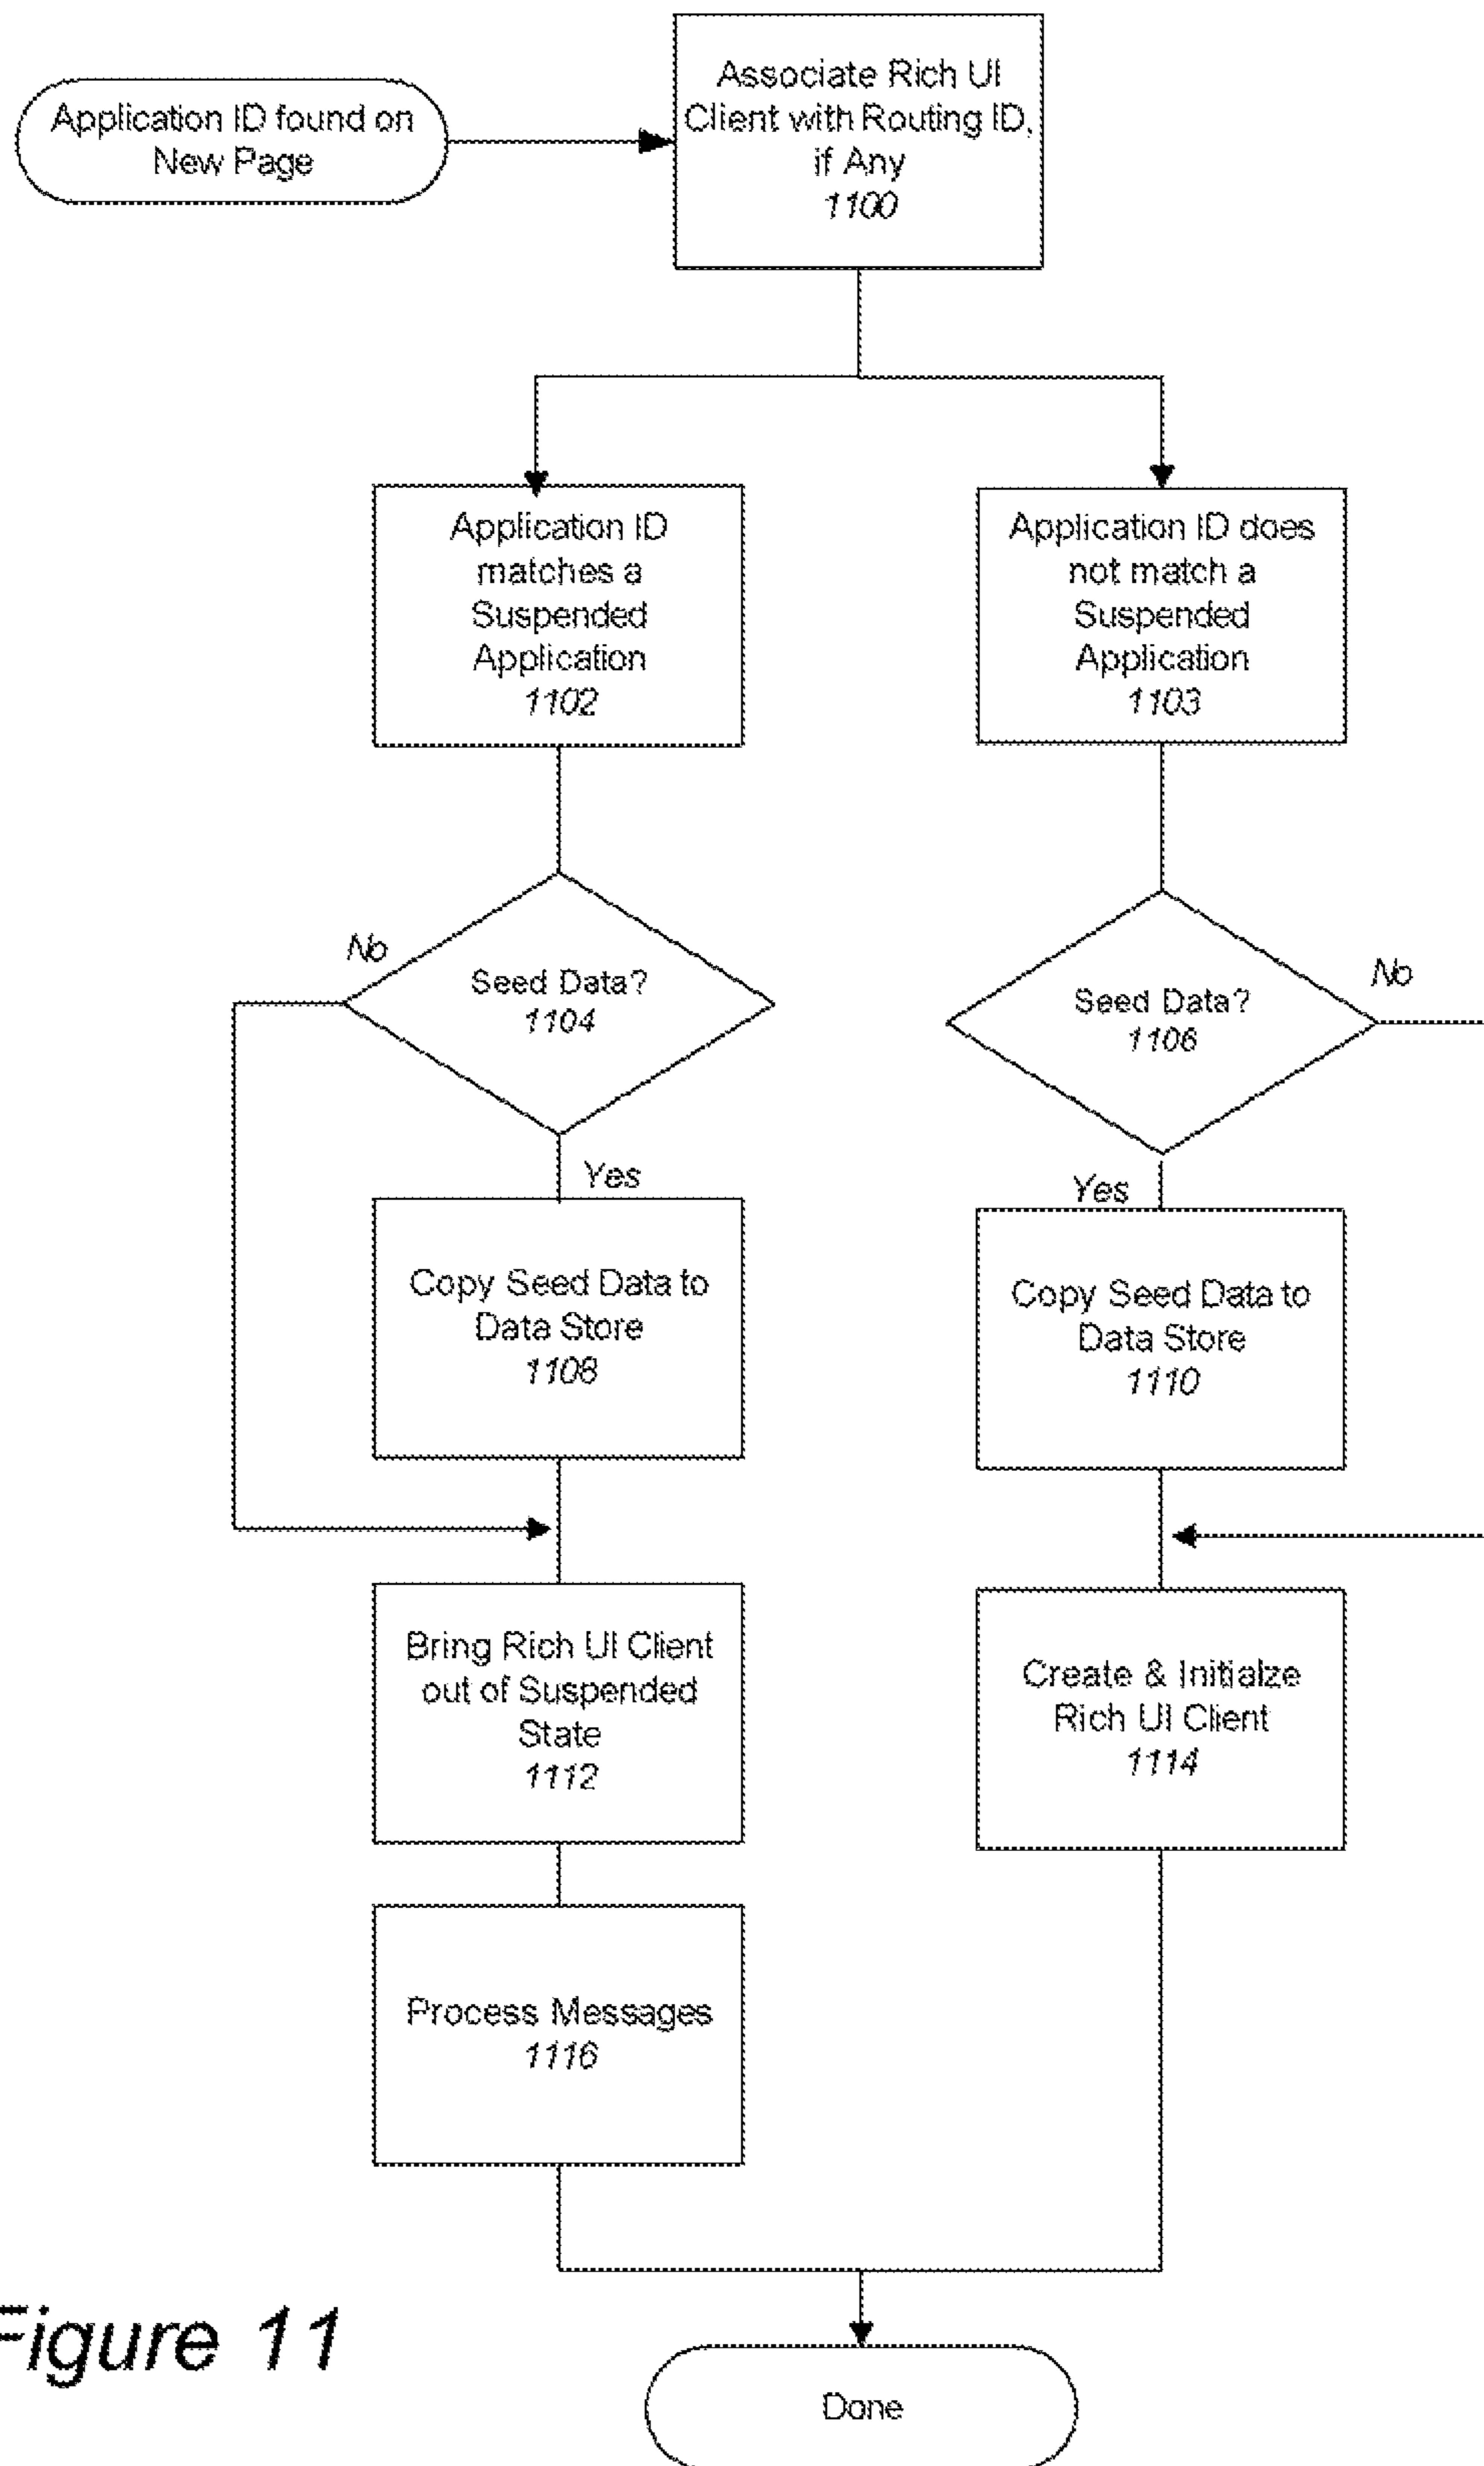 Application ID found on
New Page
Associate Rich UI
Client with Routing ID,
if Any
1100
Application ID
matches a
Suspended
Application
1102
Application ID does
not match a
Suspended
Application
1103
No
Seed Data?
1104
Yes
No
Seed Data?
1106
Yes
Copy Seed Data to
Data Store
1108
Copy Seed Data to
Data Store
1110
Bring Rich UI Client
out of Suspended
State
1112
Create & Initialze
Rich UI Client
1114
Process Messages
1116
Figure 11
Done